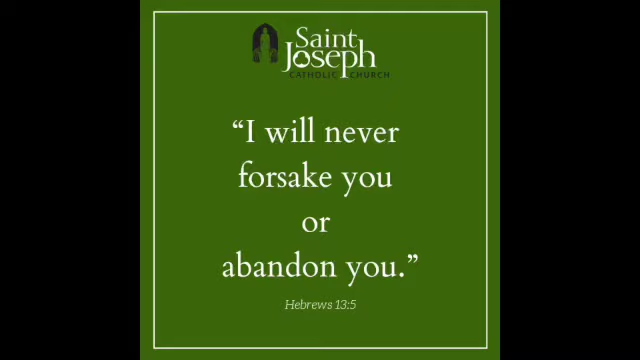 Saint
Joseph
CATHOLIC CHURCH
“I will never
forsake you
or
abandon you.”
Hebrews 13:5